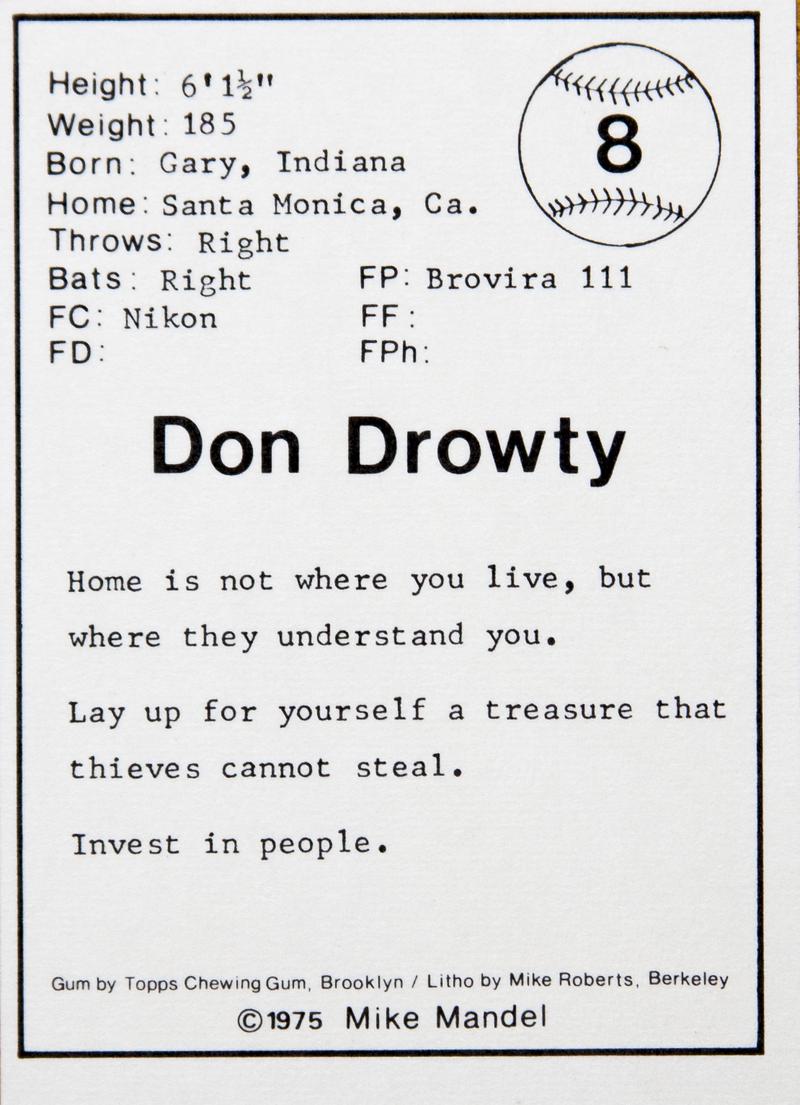 Height: 6'1½"
8
Weight: 185
Born: Gary, Indiana
Home: Santa Monica, Ca.
Throws: Right
Bats: Right FP: Brovira 111
FC: Nikon FF:
FD: FPh:
Don Drowty
Home is not where you live, but
where they understand you.
Lay up for yourself a treasure that
thieves cannot steal.
Invest in people.
Gum by Topps Chewing Gum, Brooklyn / Litho by Mike Roberts, Berkeley
©1975 Mike Mandel